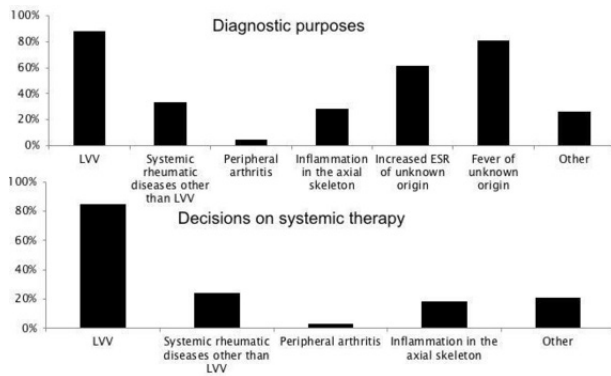 Diagnostic purposes
100%
80%
60%
40%
20%
0%
LVV
Systemic rheumatic diseases other than LVV
Peripheral arthritis
Inflammation in the axial skeleton
Increased ESR of unknown origin
Fever of unknown origin
Other
Decisions on systemic therapy
100%
80%
60%
40%
20%
0%
LVV
Systemic rheumatic diseases other than LVV
Peripheral arthritis
Inflammation in the axial skeleton
Other